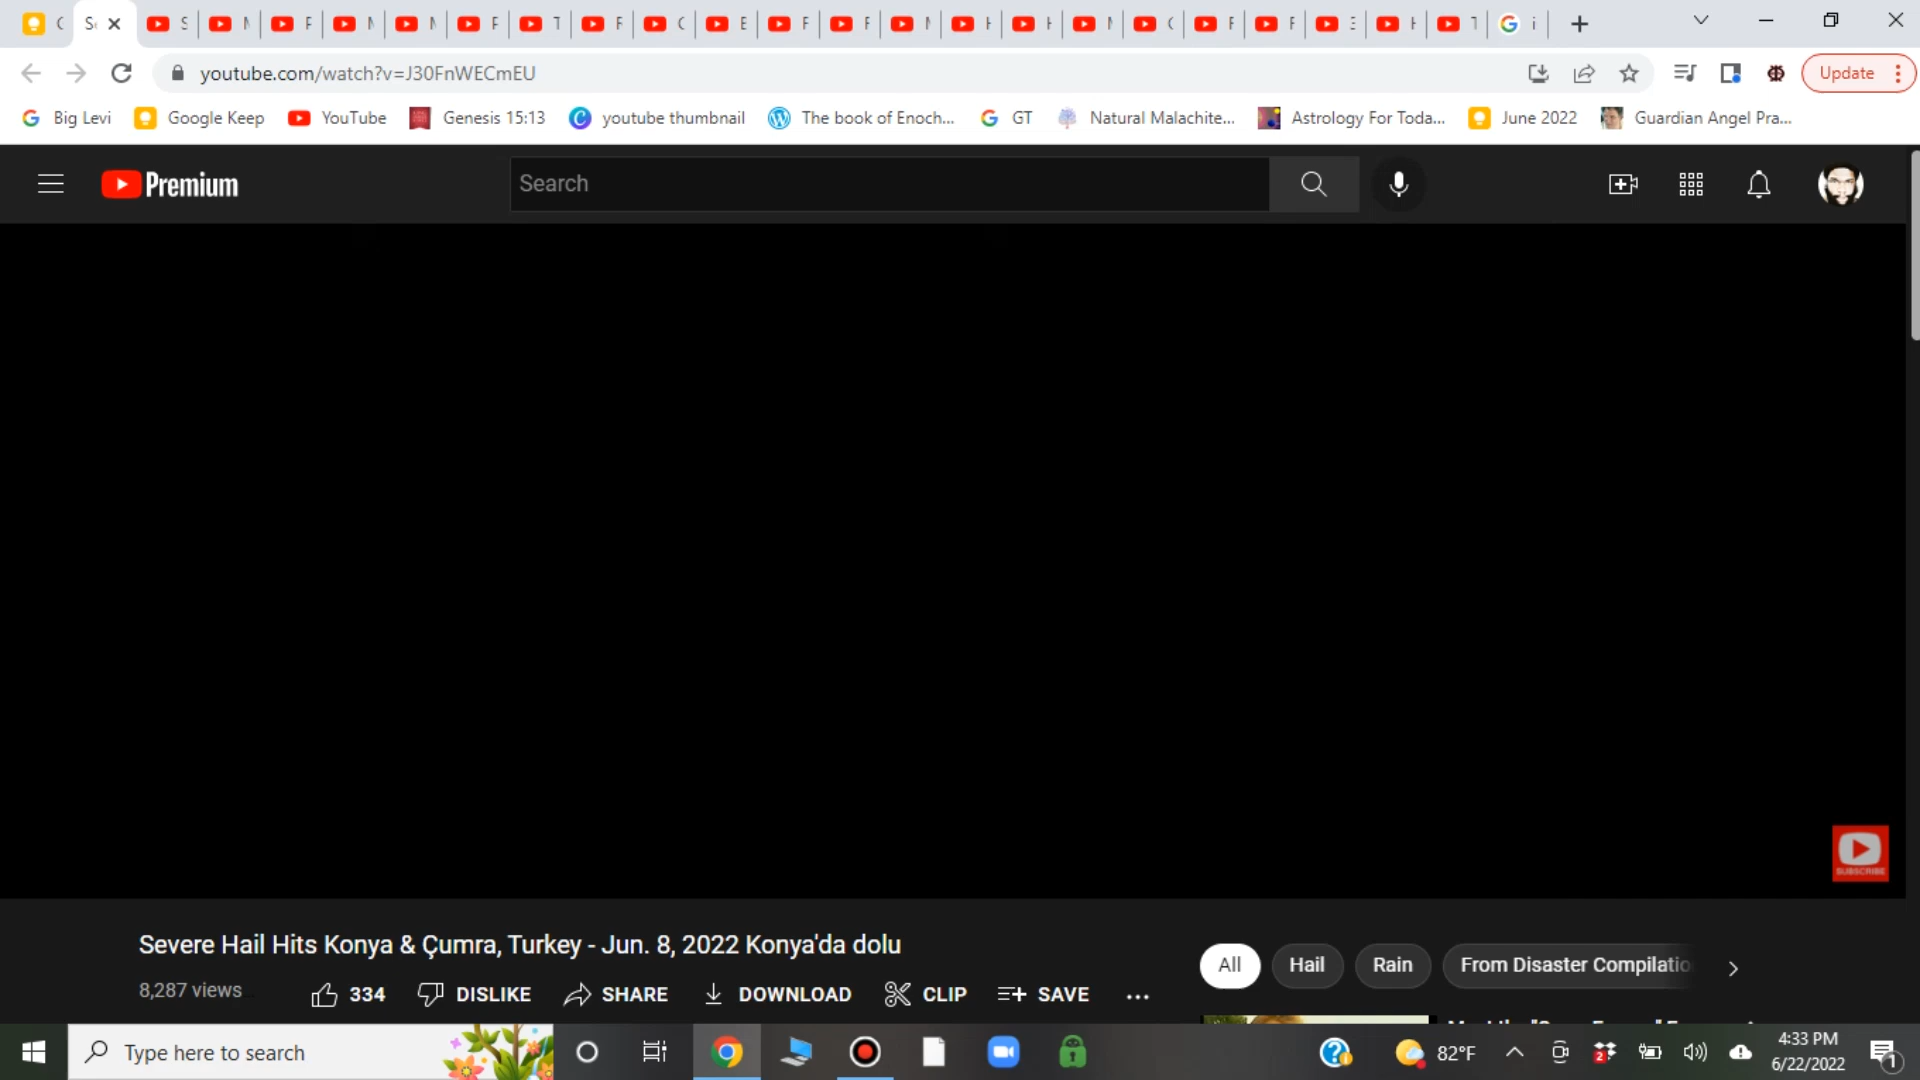 youtube.com/watch?v=J30FnWECmEU
Update
Big Levi
Google Keep
YouTube
Genesis 15:13
youtube thumbnail
The book of Enoch...
GT
Natural Malachite...
Astrology For Toda...
June 2022
Guardian Angel Pra...
Premium
Search
SUBSCRIBE
Severe Hail Hits Konya & Çumra, Turkey - Jun. 8, 2022 Konya'da dolu
8,287 views
334
DISLIKE
SHARE
DOWNLOAD
CLIP
SAVE
All
Hail
Rain
From Disaster Compilatio
Type here to search
82°F
2
4:33 PM
6/22/2022
1